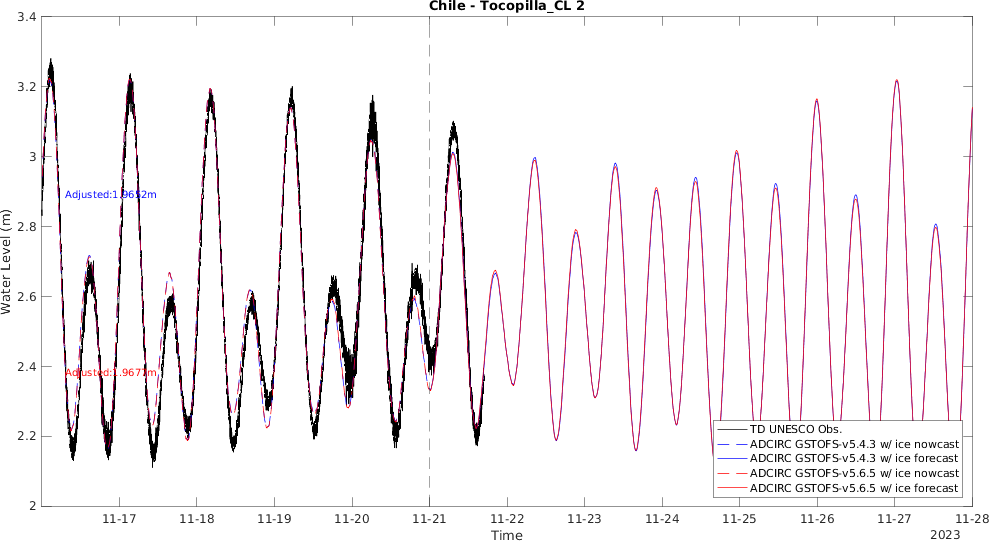 Chile - Tocopilla_CL 2
3.4
3.2
3
2.8
2.6
2.4
2.2
2
Water Level (m)
Adjusted:1.9652m
Adjusted:1.9677m
TD UNESCO Obs.
ADCIRC GSTOFS-v5.4.3 w/ ice nowcast
ADCIRC GSTOFS-v5.4.3 w/ ice forecast
ADCIRC GSTOFS-v5.6.5 w/ ice nowcast
ADCIRC GSTOFS-v5.6.5 w/ ice forecast
11-17 11-18 11-19 11-20 11-21 11-22 11-23 11-24 11-25 11-26 11-27 11-28
Time
2023